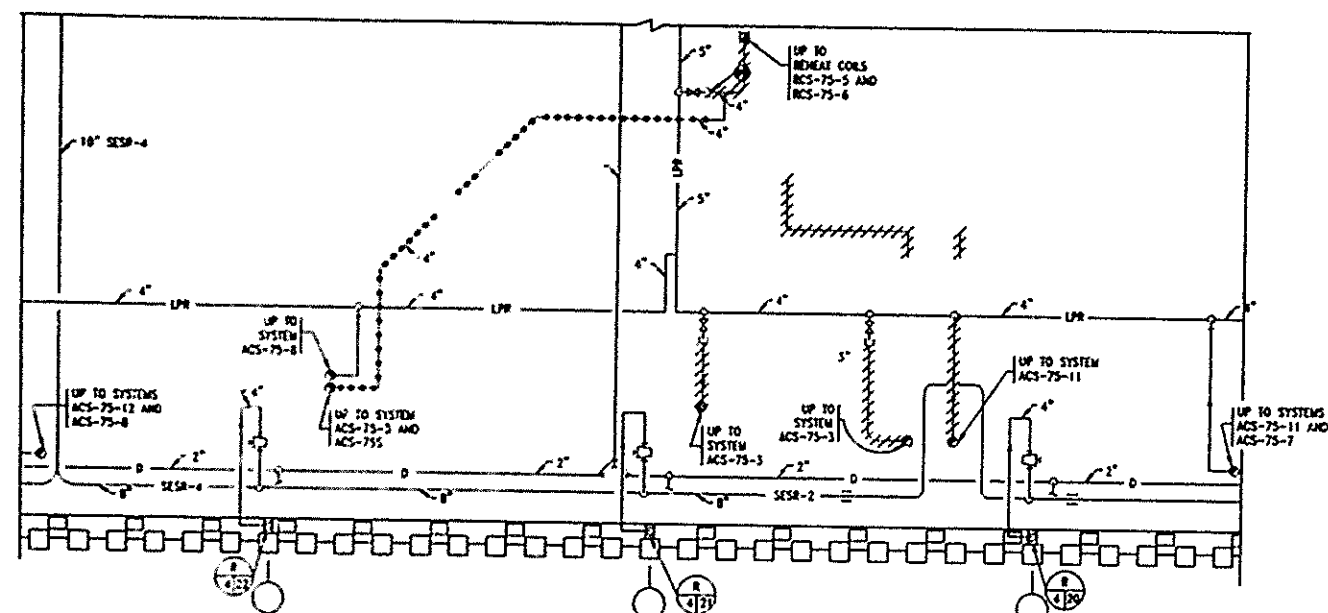 5"
UP TO
REHEAT COILS
RCS-75-5 AND
RCS-75-6
4"
4"
10" SESR-4
LPR
5"
4"
4"
4"
LPR
4"
LPR
4"
4"
LPR
UP TO
SYSTEM
ACS-75-8
5"
UP TO SYSTEM
ACS-75-11
UP TO SYSTEMS
ACS-75-12 AND
ACS-75-8
4"
UP TO SYSTEM
ACS-75-3 AND
ACS-75S
UP TO
SYSTEM
ACS-75-3
UP TO
SYSTEM
ACS-75-3
4"
UP TO SYSTEMS
ACS-75-11 AND
ACS-75-7
D
2"
D
2"
2"
D
2"
D
8"
SESR-4
8"
8"
SESR-2
R
4 22
R
4 21
R
4 20